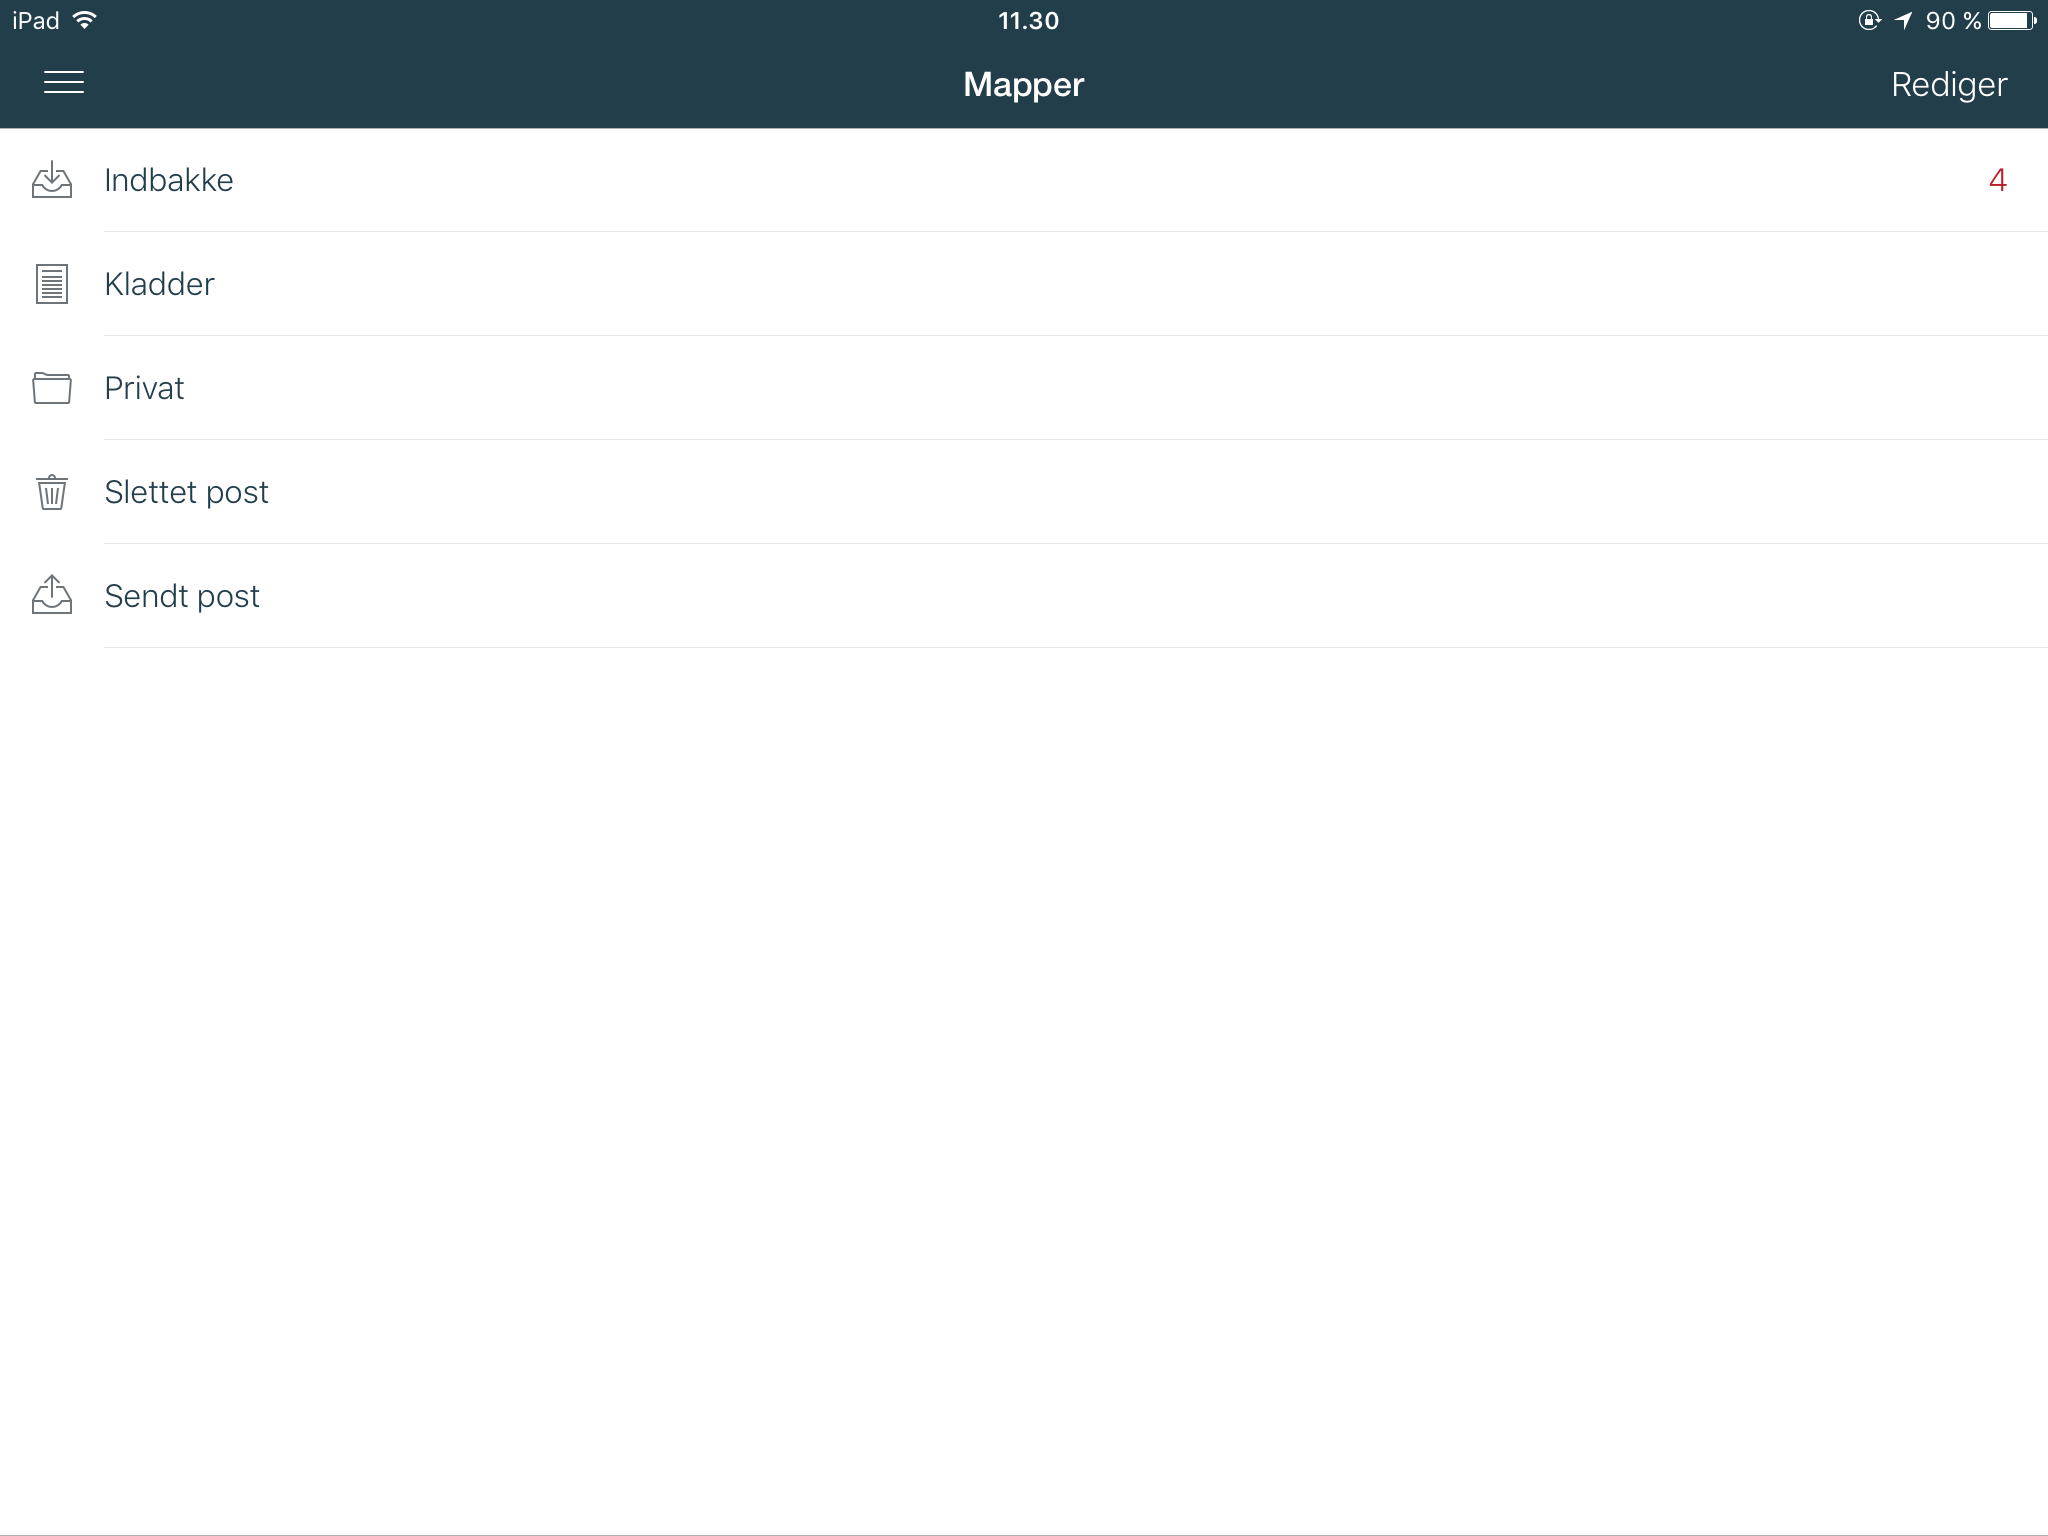 iPad 11.30 90 %
Mapper Rediger
Indbakke 4
Kladder
Privat
Slettet post
Sendt post